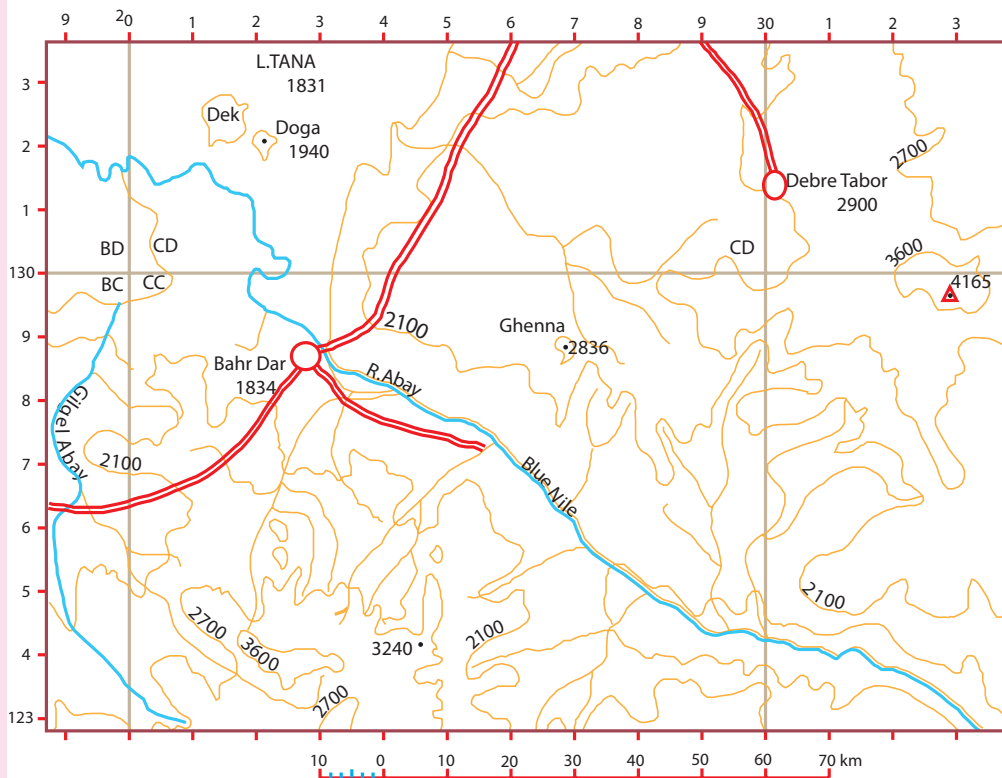 9 20 1 2 3 4 5 6 7 8 9 30 1 2 3
3
2
1
130
9
8
7
6
5
4
123
L.TANA
1831
Dek
Doga
1940
2700
Debre Tabor
2900
BD CD
CD
3600
BC CC
4165
2100
Ghenna
2836
Bahr Dar
1834
R.Abay
Gilgel Abay
2100
Blue Nile
2100
2700
3600
3240
2100
2700
10 0 10 20 30 40 50 60 70 km